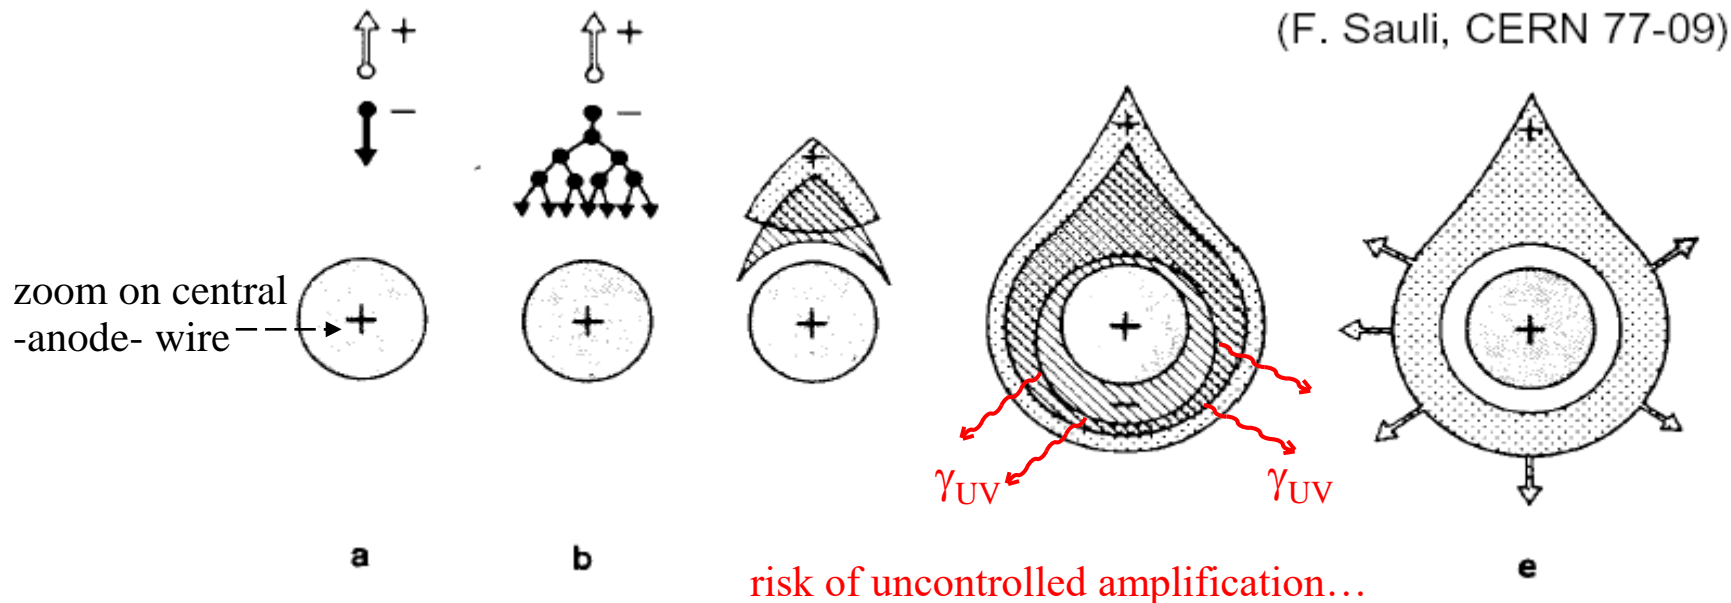 (F. Sauli, CERN 77-09)
+
+
−
−
+
+
+
zoom on central
-anode- wire
+
+
+
+
+
−
γUV
γUV
a
b
e
risk of uncontrolled amplification…